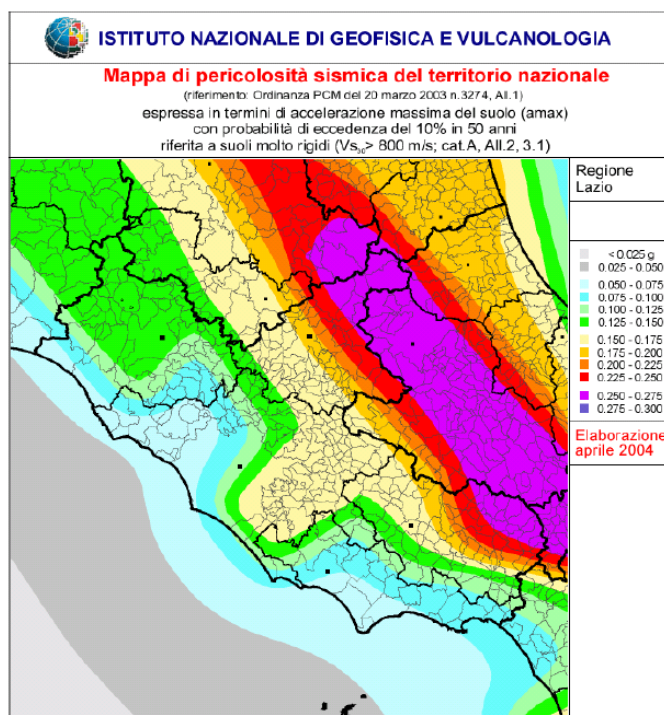 ISTITUTO NAZIONALE DI GEOFISICA E VULCANOLOGIA
Mappa di pericolosità sismica del territorio nazionale
(riferimento: Ordinanza PCM del 20 marzo 2003 n.3274, All.1)
espressa in termini di accelerazione massima del suolo (amax)
con probabilità di eccedenza del 10% in 50 anni
riferita a suoli molto rigidi (Vs30> 800 m/s; cat.A, All.2, 3.1)
Regione
Lazio
< 0.025 g
0.025 - 0.050
0.050 - 0.075
0.075 - 0.100
0.100 - 0.125
0.125 - 0.150
0.150 - 0.175
0.175 - 0.200
0.200 - 0.225
0.225 - 0.250
0.250 - 0.275
0.275 - 0.300
Elaborazione
aprile 2004